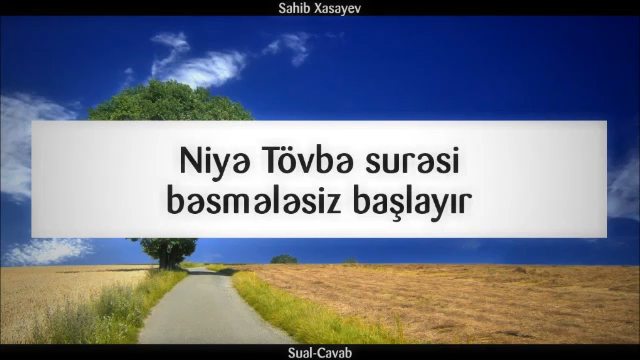 Sahib Xasayev
Niyə Tövbə surəsi
bəsmələsiz başlayır
Sual-Cavab